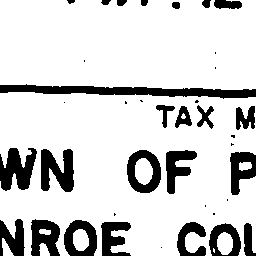 TAX M
WN OF P
NROE COU